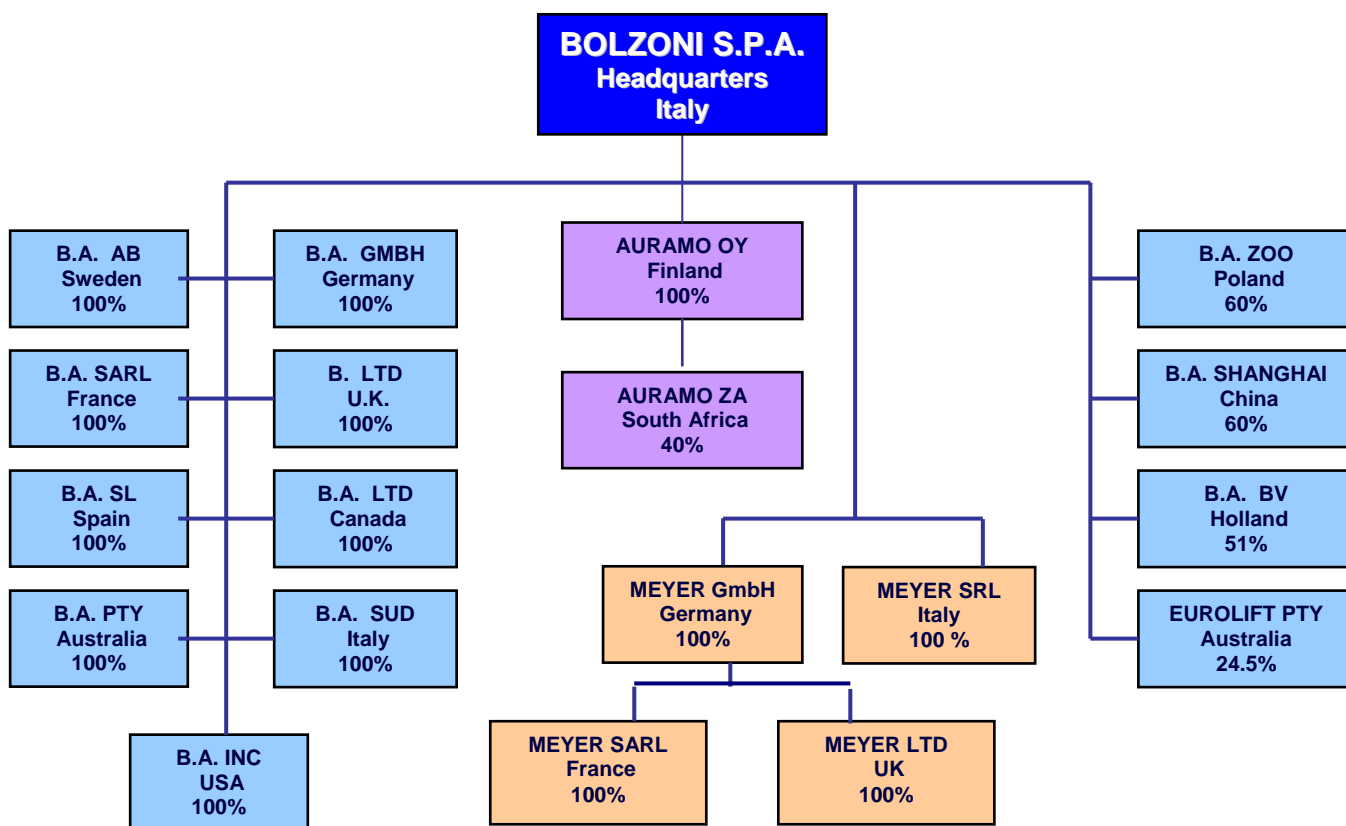 BOLZONI S.P.A.
Headquarters
Italy
B.A. AB
Sweden
100%
B.A. GMBH
Germany
100%
AURAMO OY
Finland
100%
B.A. ZOO
Poland
60%
B.A. SARL
France
100%
B. LTD
U.K.
100%
AURAMO ZA
South Africa
40%
B.A. SHANGHAI
China
60%
B.A. SL
Spain
100%
B.A. LTD
Canada
100%
B.A. BV
Holland
51%
MEYER GmbH
Germany
100%
MEYER SRL
Italy
100 %
B.A. PTY
Australia
100%
B.A. SUD
Italy
100%
EUROLIFT PTY
Australia
24.5%
B.A. INC
USA
100%
MEYER SARL
France
100%
MEYER LTD
UK
100%